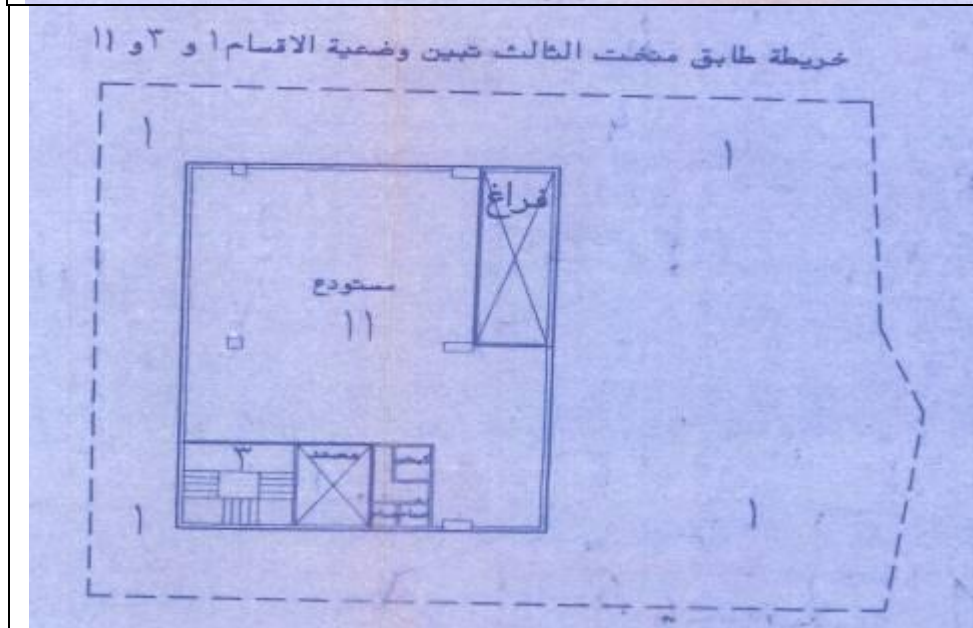 خريطة طابق متخت الثالث تبين وضعية الاقسام ١ و ٣ و ١١
١
١
فراغ
مستودع
١١
٣
مصعد
١
١